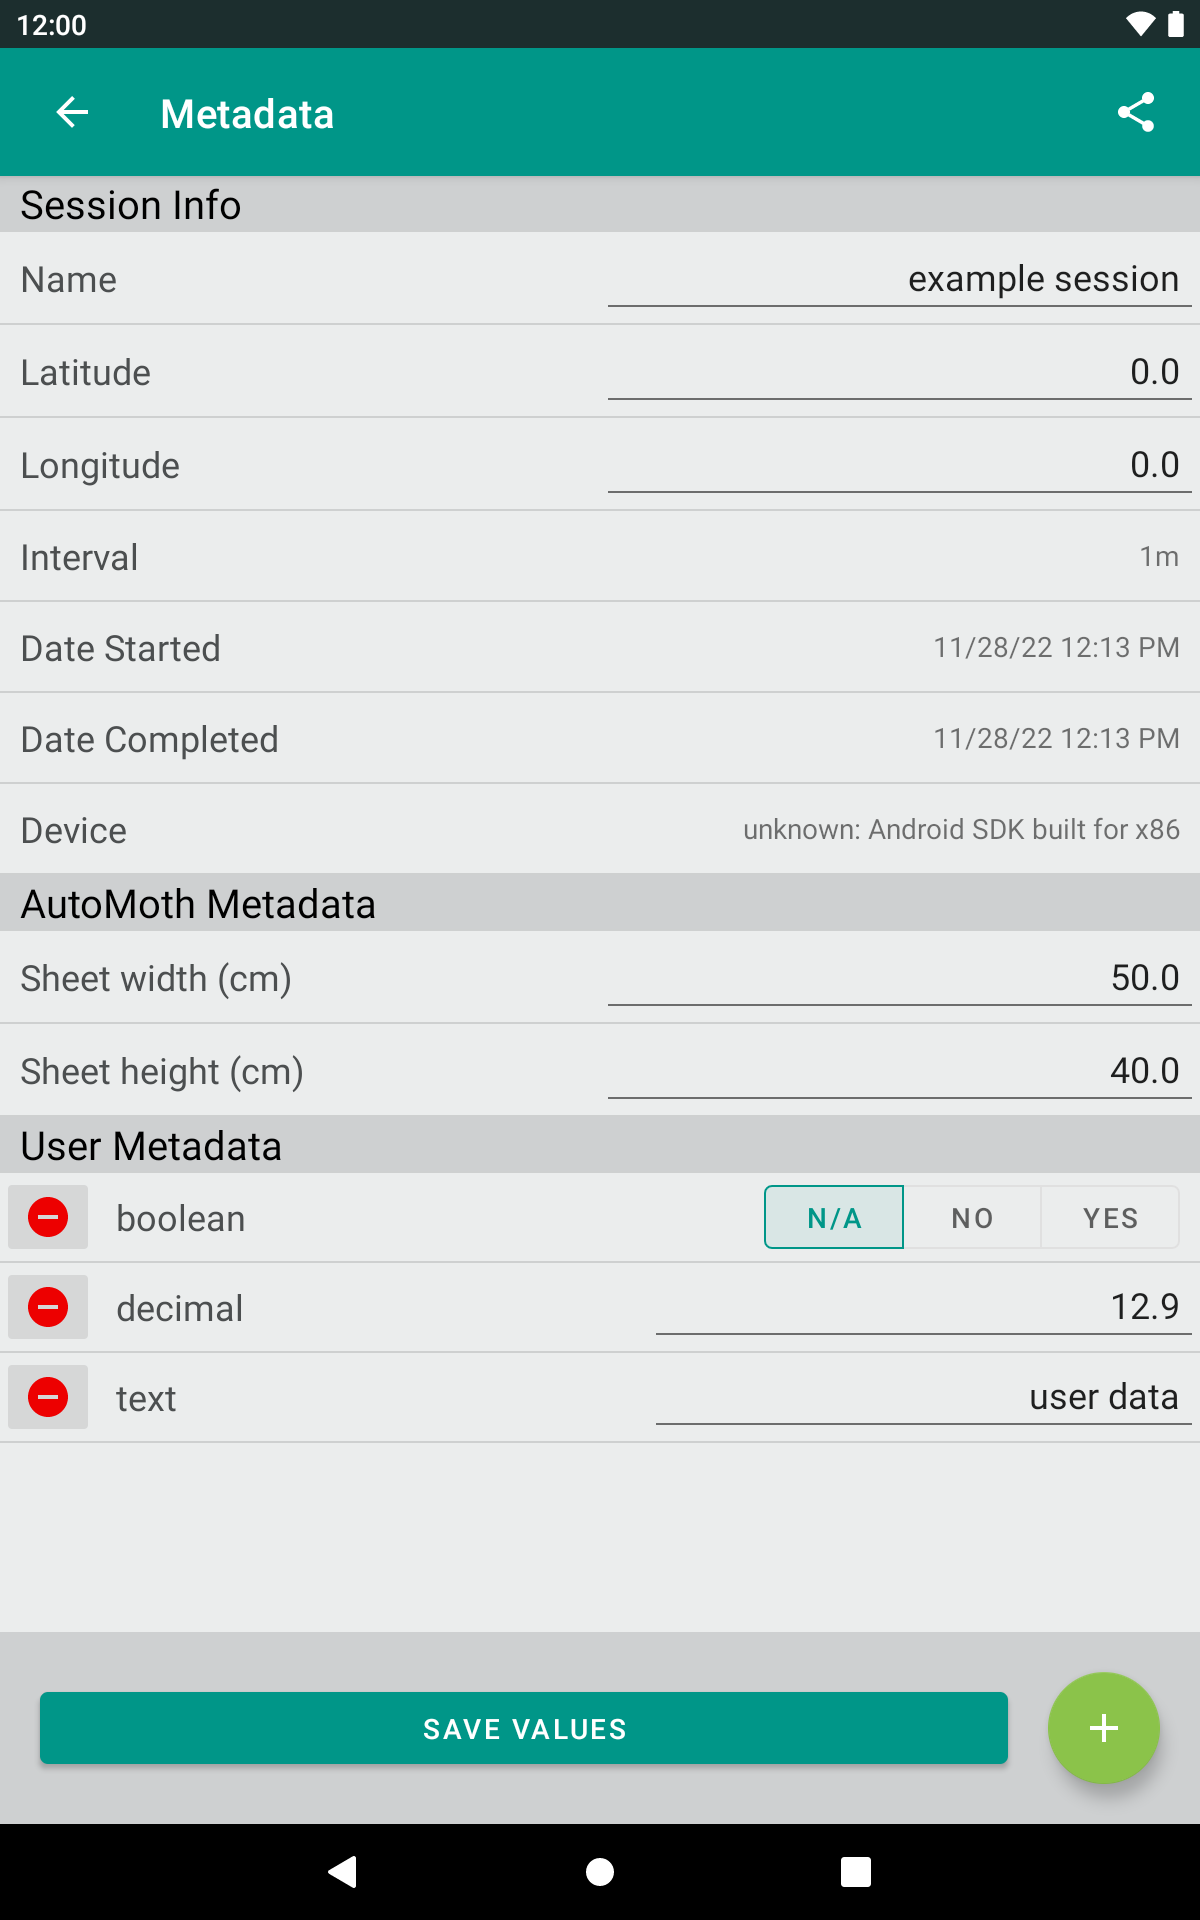 12:00
Metadata
Session Info
Name example session
Latitude 0.0
Longitude 0.0
Interval 1m
Date Started 11/28/22 12:13 PM
Date Completed 11/28/22 12:13 PM
Device unknown: Android SDK built for x86
AutoMoth Metadata
Sheet width (cm) 50.0
Sheet height (cm) 40.0
User Metadata
boolean N/A NO YES
decimal 12.9
text user data
SAVE VALUES